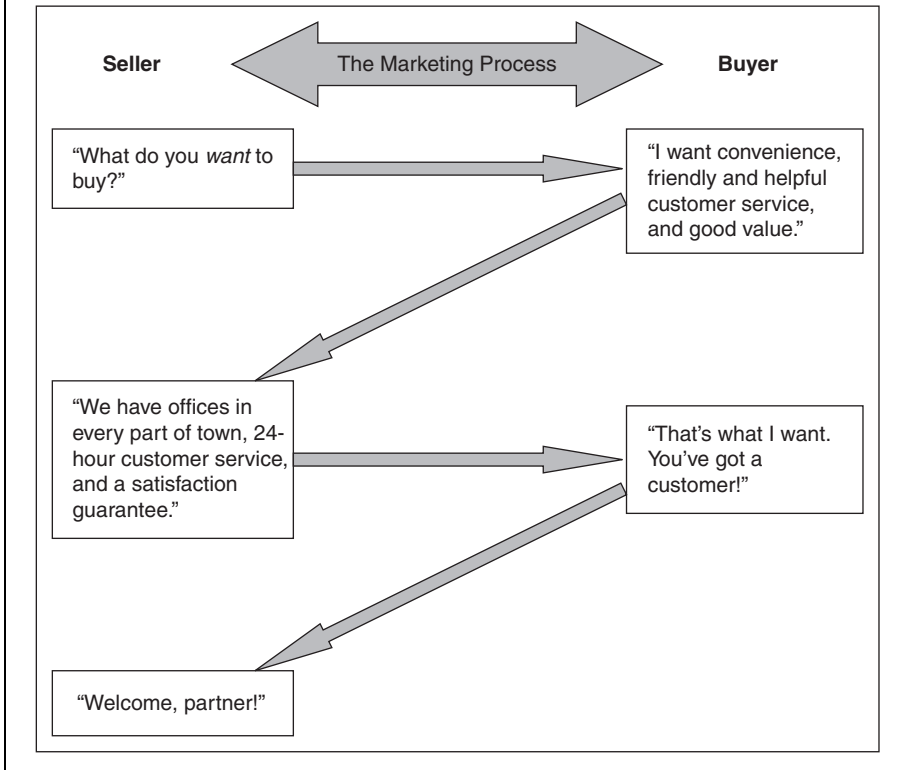 Seller
The Marketing Process
Buyer
“What do you want to
buy?”
“I want convenience,
friendly and helpful
customer service,
and good value.”
“We have offices in
every part of town, 24-
hour customer service,
and a satisfaction
guarantee.”
“That’s what I want.
You’ve got a
customer!”
“Welcome, partner!”